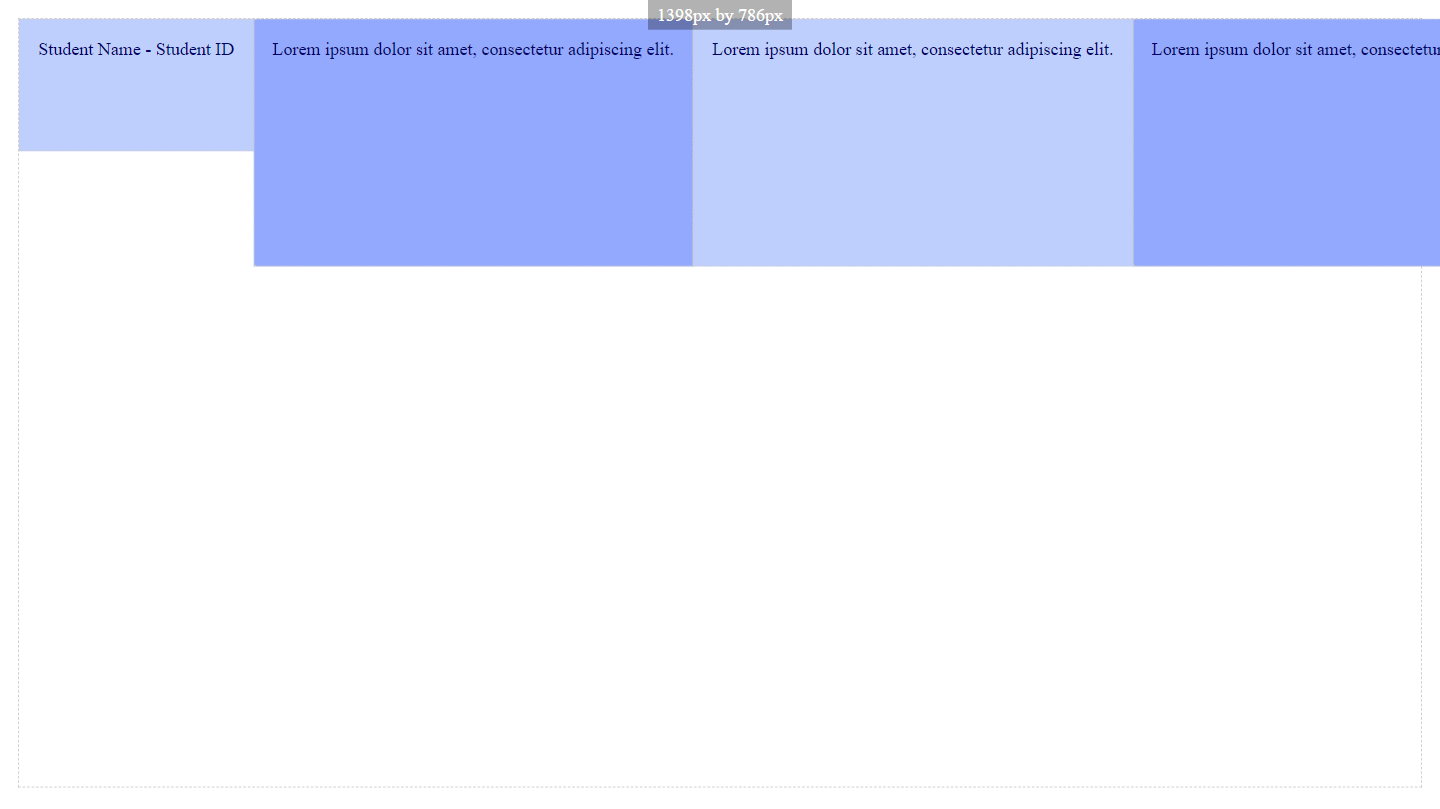 1398px by 786px
Student Name - Student ID
Lorem ipsum dolor sit amet, consectetur adipiscing elit.
Lorem ipsum dolor sit amet, consectetur adipiscing elit.
Lorem ipsum dolor sit amet, consectetur